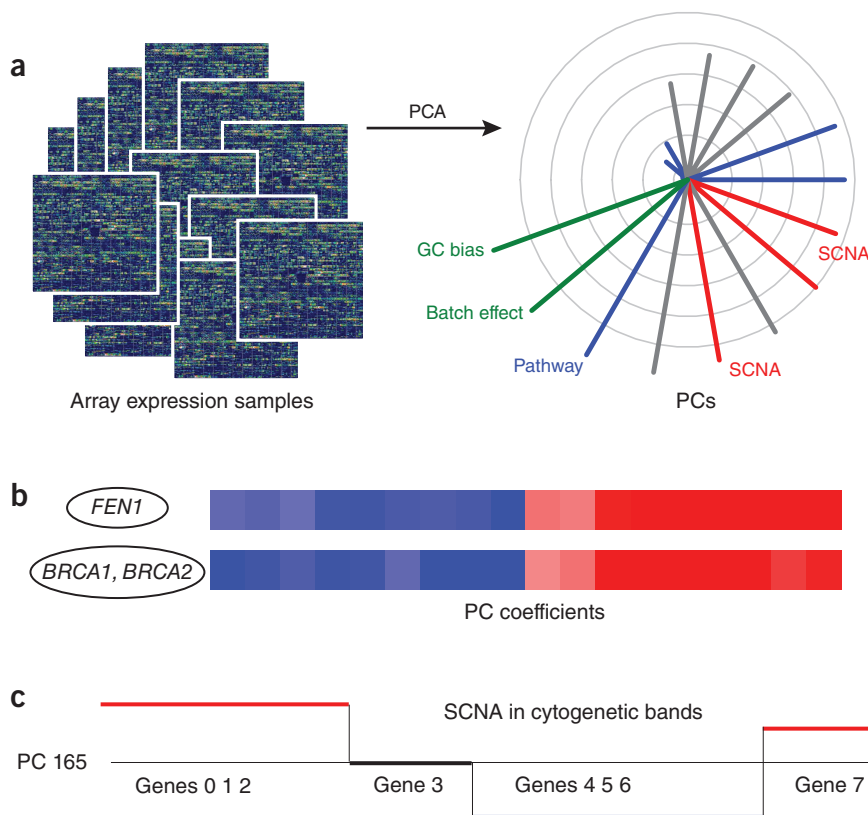 a
PCA
GC bias
SCNA
Batch effect
Pathway
SCNA
Array expression samples
PCs
b
FEN1
BRCA1, BRCA2
PC coefficients
c
SCNA in cytogenetic bands
PC 165
Genes 0 1 2
Gene 3
Genes 4 5 6
Gene 7